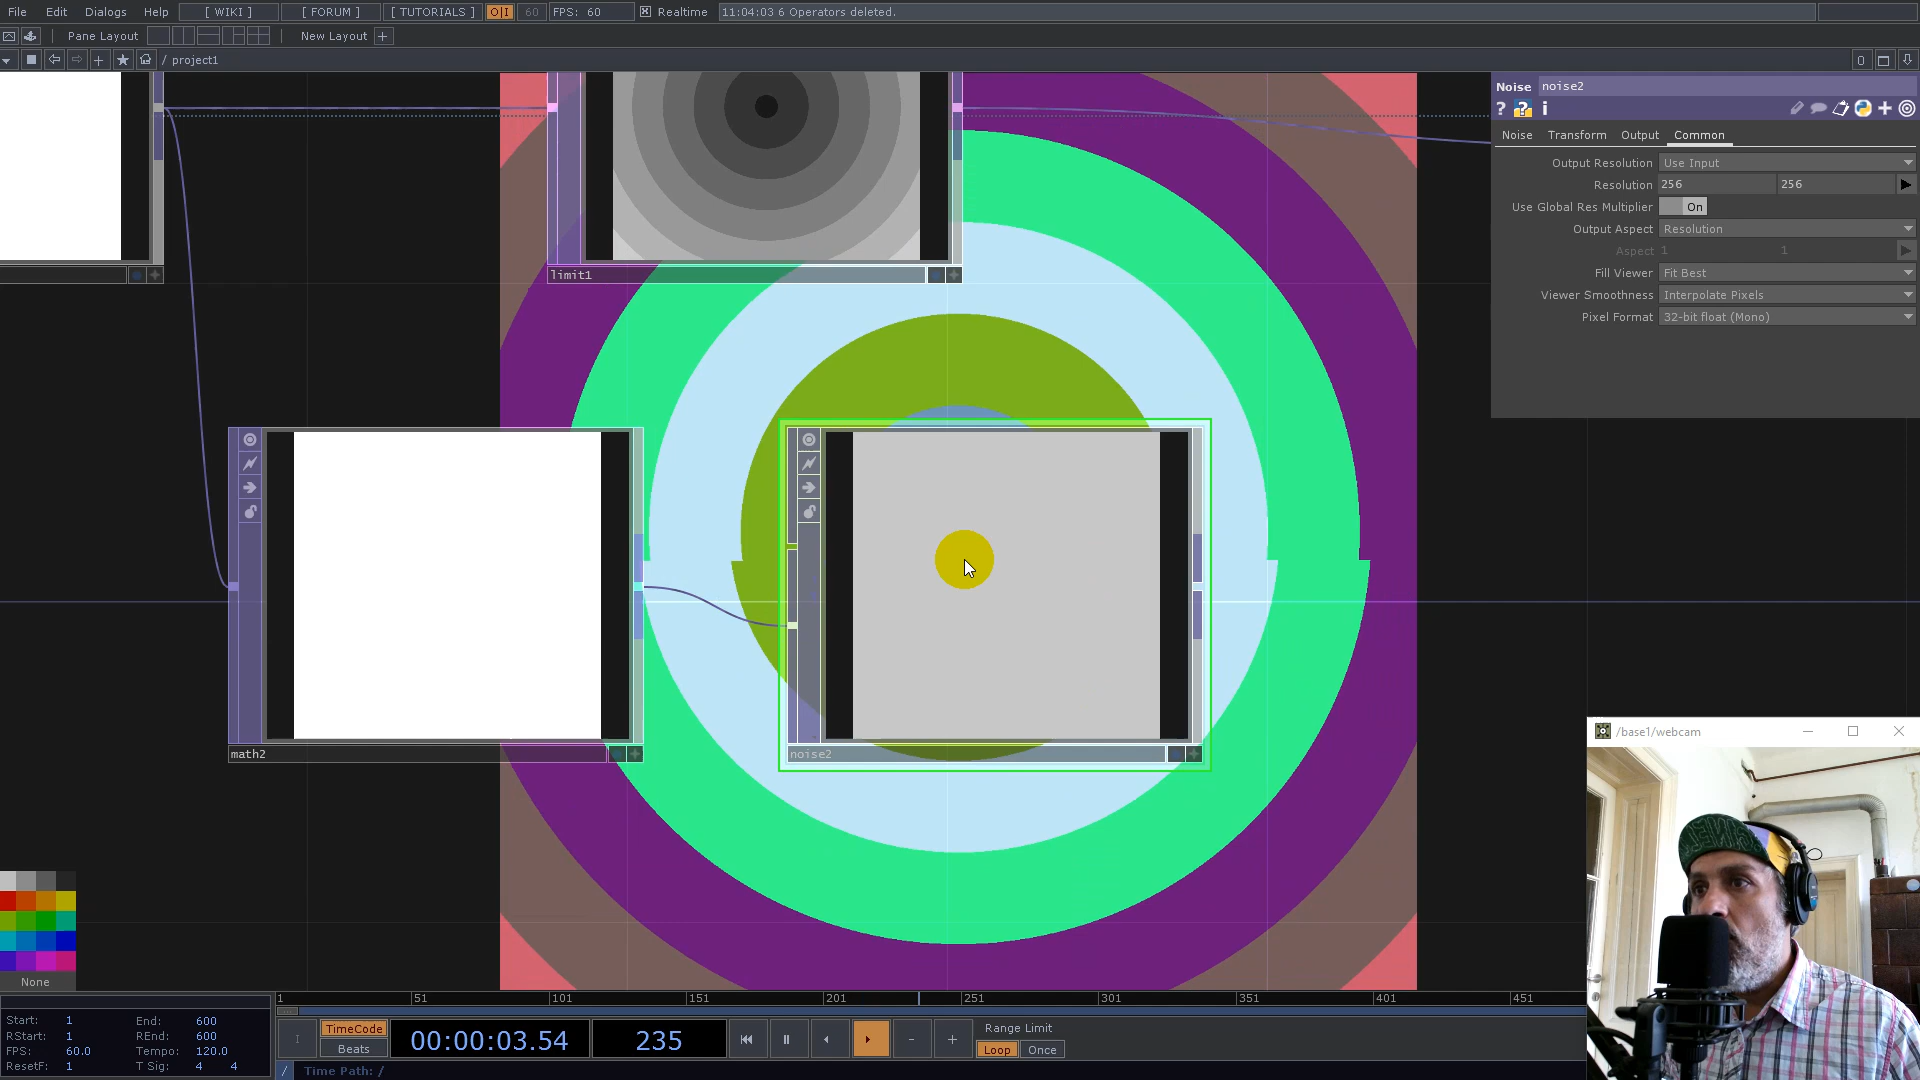 File Edit Dialogs Help [ WIKI ] [ FORUM ] [ TUTORIALS ] O|I 60 FPS: 60 Realtime 11:04:03 6 Operators deleted.
Pane Layout New Layout +
/ project1 0
Noise noise2
? ? i
Noise Transform Output Common
Output Resolution Use Input
Resolution 256 256
Use Global Res Multiplier On
Output Aspect Resolution
Aspect 1 1
Fill Viewer Fit Best
Viewer Smoothness Interpolate Pixels
Pixel Format 32-bit float (Mono)
limit1
math2
noise2
/base1/webcam
None
1 51 101 151 201 251 301 351 401 451
Start: 1 End: 600
RStart: 1 REnd: 600
FPS: 60.0 Tempo: 120.0
ResetF: 1 T Sig: 4 4
TimeCode
Beats
00:00:03.54
235
Range Limit
Loop Once
/ Time Path: /